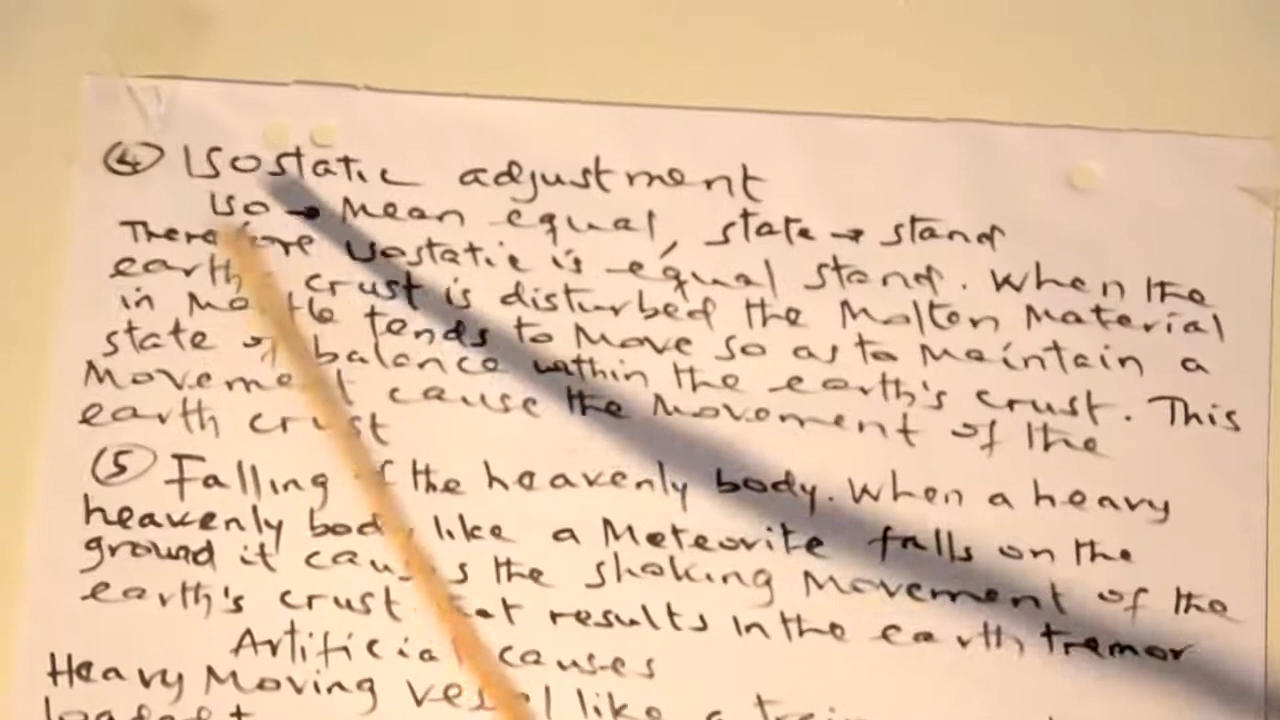 ④ Isostatic adjustment
Iso → Mean equal, state → stand
Therefore isostatic is equal stand. When the
earth crust is disturbed the Molten Material
in Mantle tends to Move so as to Maintain a
state of balance within the earth's crust. This
Movement cause the Movement of the
earth crust
⑤ Falling of the heavenly body. When a heavy
heavenly body like a Meteorite falls on the
ground it causes the shaking Movement of the
earth's crust that results in the earth tremor
Artificial causes
Heavy Moving vessel like a train